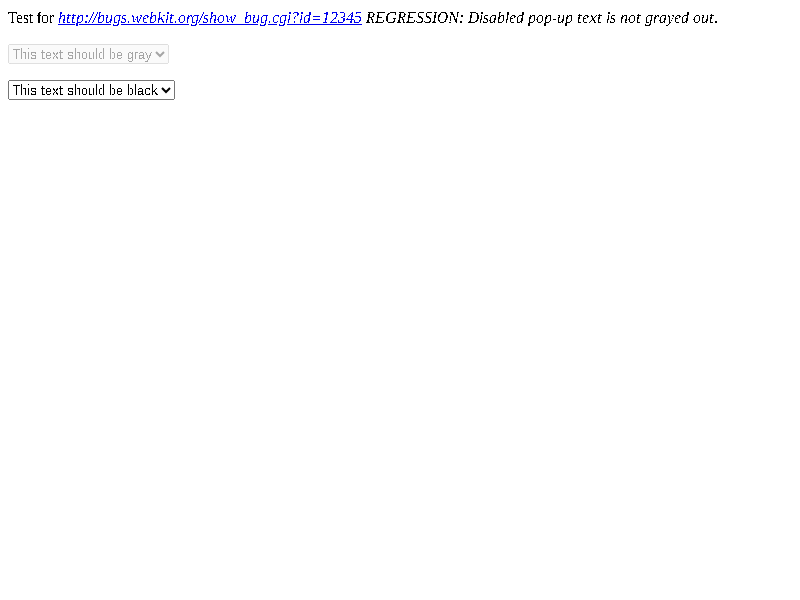 Test for http://bugs.webkit.org/show_bug.cgi?id=12345 REGRESSION: Disabled pop-up text is not grayed out.
This text should be gray
This text should be black